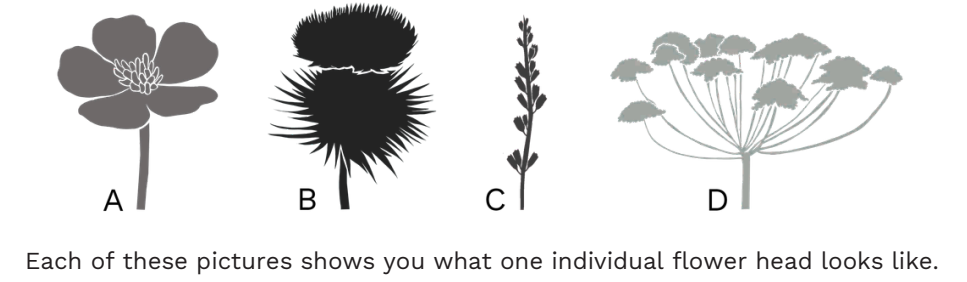 A B C D
Each of these pictures shows you what one individual flower head looks like.